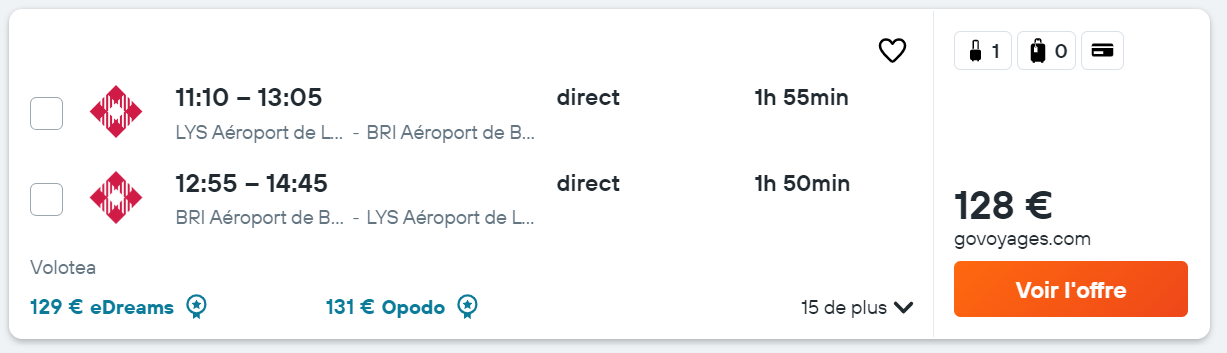 1 0
11:10 – 13:05 direct 1h 55min
LYS Aéroport de L... - BRI Aéroport de B...
12:55 – 14:45 direct 1h 50min
BRI Aéroport de B... - LYS Aéroport de L...
128 €
govoyages.com
Volotea
Voir l'offre
129 € eDreams 131 € Opodo 15 de plus